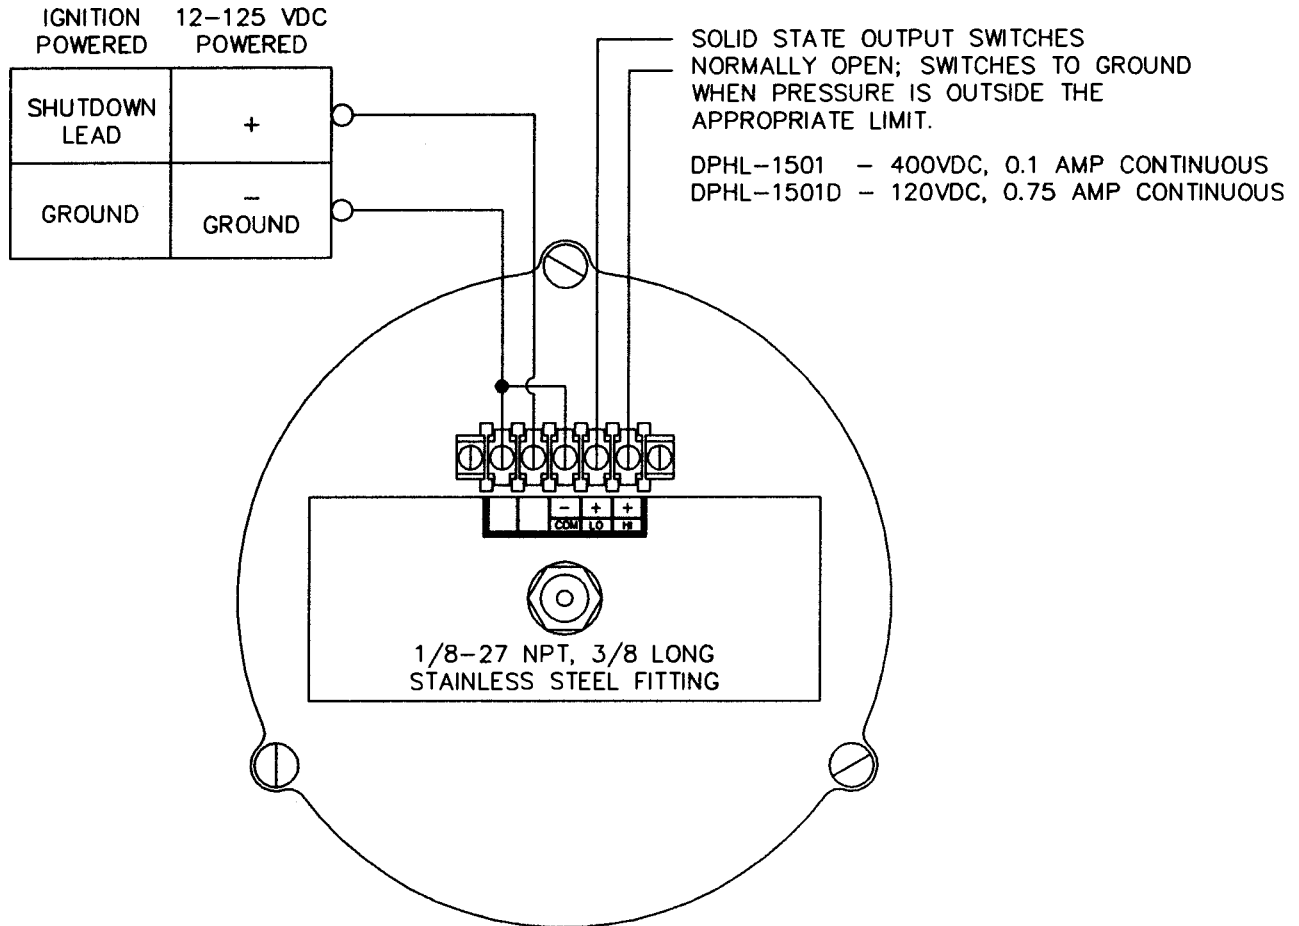 IGNITION POWERED
12–125 VDC POWERED
SHUTDOWN LEAD
+
GROUND
–
GROUND
SOLID STATE OUTPUT SWITCHES
NORMALLY OPEN; SWITCHES TO GROUND
WHEN PRESSURE IS OUTSIDE THE
APPROPRIATE LIMIT.
DPHL–1501 – 400VDC, 0.1 AMP CONTINUOUS
DPHL–1501D – 120VDC, 0.75 AMP CONTINUOUS
– + +
COM LO HI
1/8–27 NPT, 3/8 LONG
STAINLESS STEEL FITTING